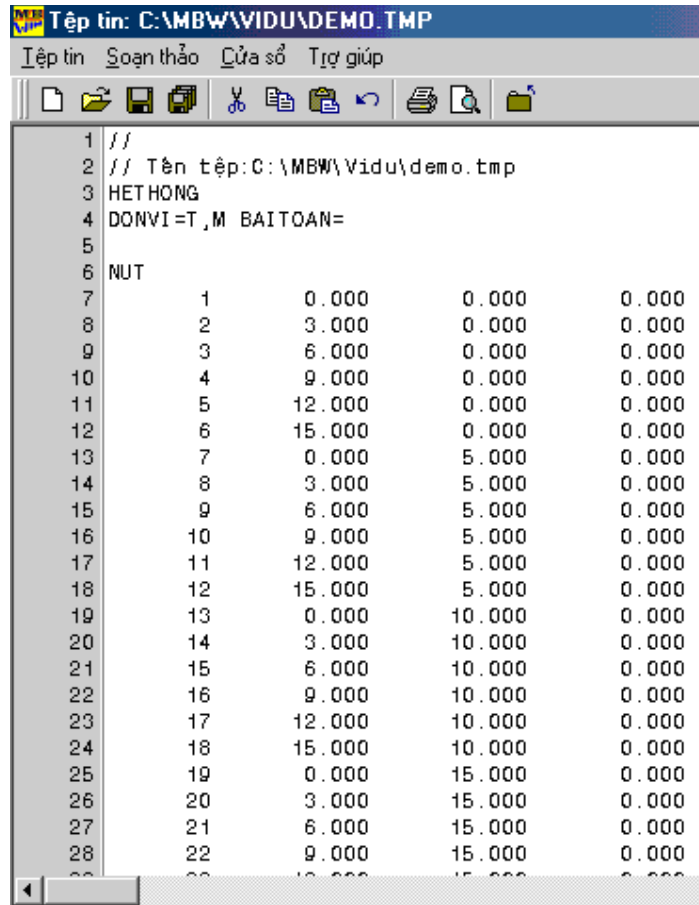 Tệp tin: C:\MBW\VIDU\DEMO.TMP
Tệp tin Soạn thảo Cửa sổ Trợ giúp
1 //
2 // Tên tệp:C:\MBW\Vidu\demo.tmp
3 HETHONG
4 DONVI=T,M BAITOAN=
5
6 NUT
7 1 0.000 0.000 0.000
8 2 3.000 0.000 0.000
9 3 6.000 0.000 0.000
10 4 9.000 0.000 0.000
11 5 12.000 0.000 0.000
12 6 15.000 0.000 0.000
13 7 0.000 5.000 0.000
14 8 3.000 5.000 0.000
15 9 6.000 5.000 0.000
16 10 9.000 5.000 0.000
17 11 12.000 5.000 0.000
18 12 15.000 5.000 0.000
19 13 0.000 10.000 0.000
20 14 3.000 10.000 0.000
21 15 6.000 10.000 0.000
22 16 9.000 10.000 0.000
23 17 12.000 10.000 0.000
24 18 15.000 10.000 0.000
25 19 0.000 15.000 0.000
26 20 3.000 15.000 0.000
27 21 6.000 15.000 0.000
28 22 9.000 15.000 0.000